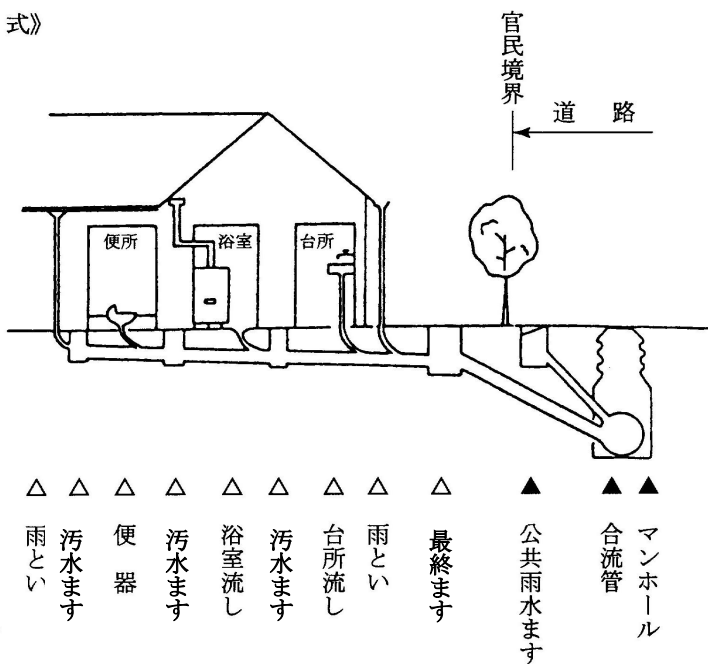 式》
官民境界
道路
便所
浴室
台所
△ △ △ △ △ △ △ △ △ ▲ ▲ ▲
雨とい
汚水ます
便器
汚水ます
浴室流し
汚水ます
台所流し
雨とい
最終ます
公共雨水ます
合流管
マンホール